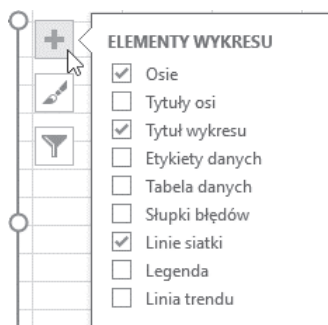 ELEMENTY WYKRESU
Osie
Tytuły osi
Tytuł wykresu
Etykiety danych
Tabela danych
Słupki błędów
Linie siatki
Legenda
Linia trendu